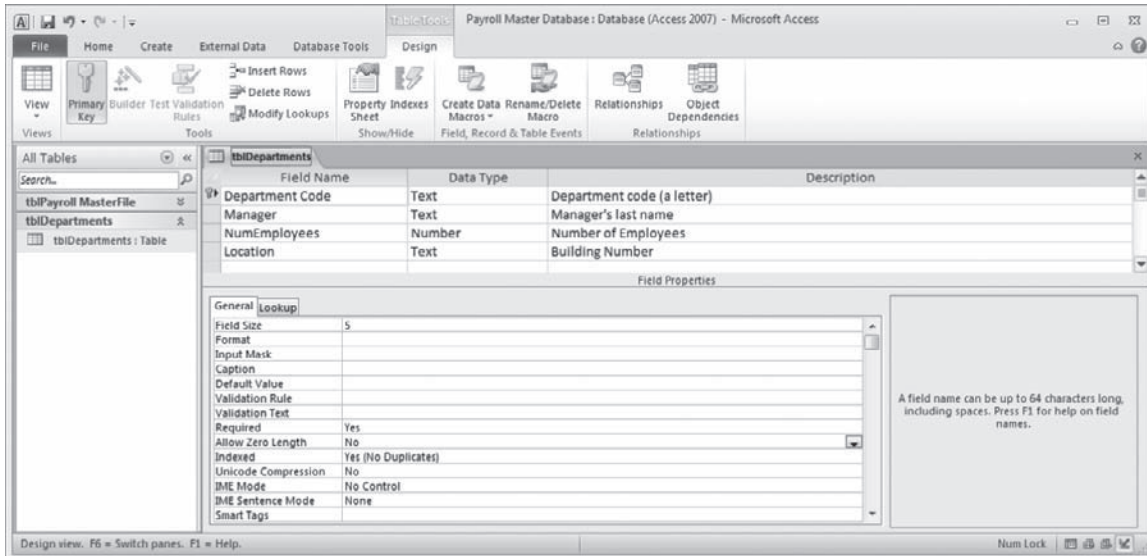 Table Tools
Payroll Master Database : Database (Access 2007) - Microsoft Access
File Home Create External Data Database Tools Design
View
Primary Key
Builder
Test Validation Rules
Insert Rows
Delete Rows
Modify Lookups
Property Sheet
Indexes
Create Data Macros
Rename/Delete Macro
Relationships
Object Dependencies
Views Tools Show/Hide Field, Record & Table Events Relationships
All Tables
Search...
tblPayroll MasterFile
tblDepartments
tblDepartments : Table
tblDepartments
Field Name Data Type Description
Department Code Text Department code (a letter)
Manager Text Manager's last name
NumEmployees Number Number of Employees
Location Text Building Number
Field Properties
General Lookup
Field Size 5
Format
Input Mask
Caption
Default Value
Validation Rule
Validation Text
Required Yes
Allow Zero Length No
Indexed Yes (No Duplicates)
Unicode Compression No
IME Mode No Control
IME Sentence Mode None
Smart Tags
A field name can be up to 64 characters long,
including spaces. Press F1 for help on field
names.
Design view. F6 = Switch panes. F1 = Help.
Num Lock